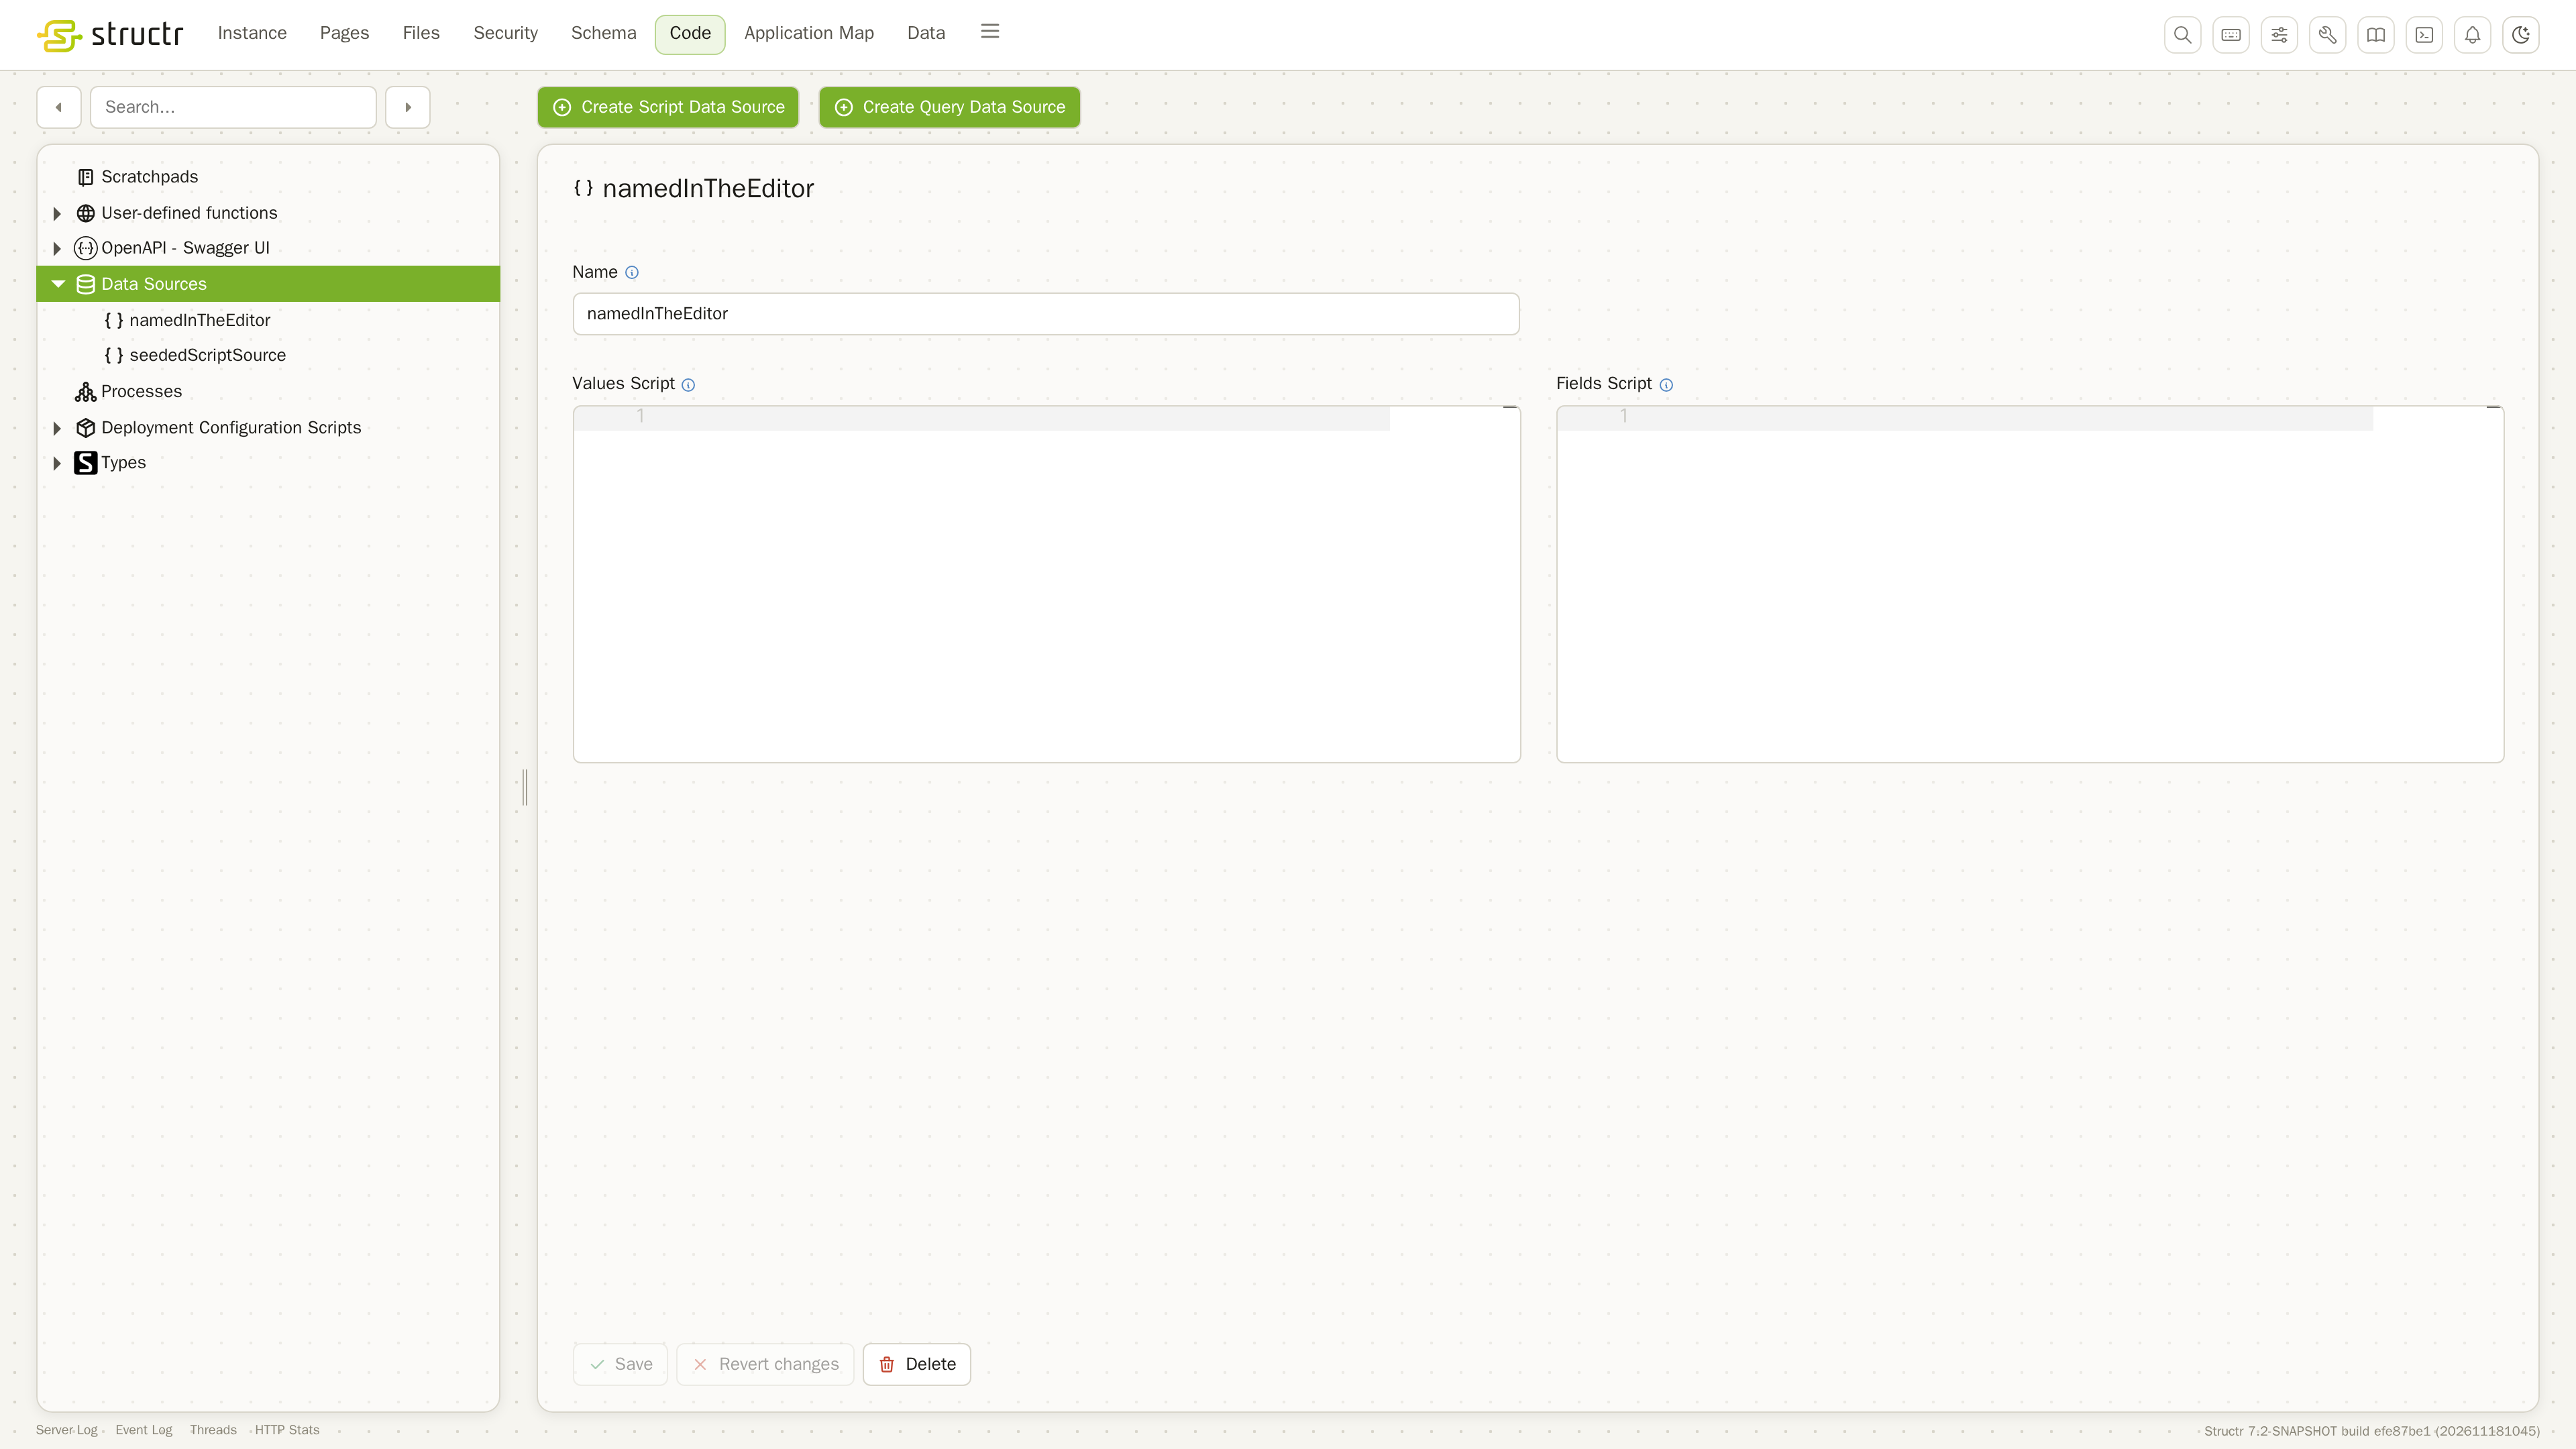 structr Instance Pages Files Security Schema Code Application Map Data
Search...
Create Script Data Source Create Query Data Source
Scratchpads
User-defined functions
OpenAPI - Swagger UI
Data Sources
namedInTheEditor
seededScriptSource
Processes
Deployment Configuration Scripts
Types
namedInTheEditor
Name
namedInTheEditor
Values Script
1
Fields Script
1
Save Revert changes Delete
Server Log Event Log Threads HTTP Stats
Structr 7.2-SNAPSHOT build efe87be1 (202611181045)